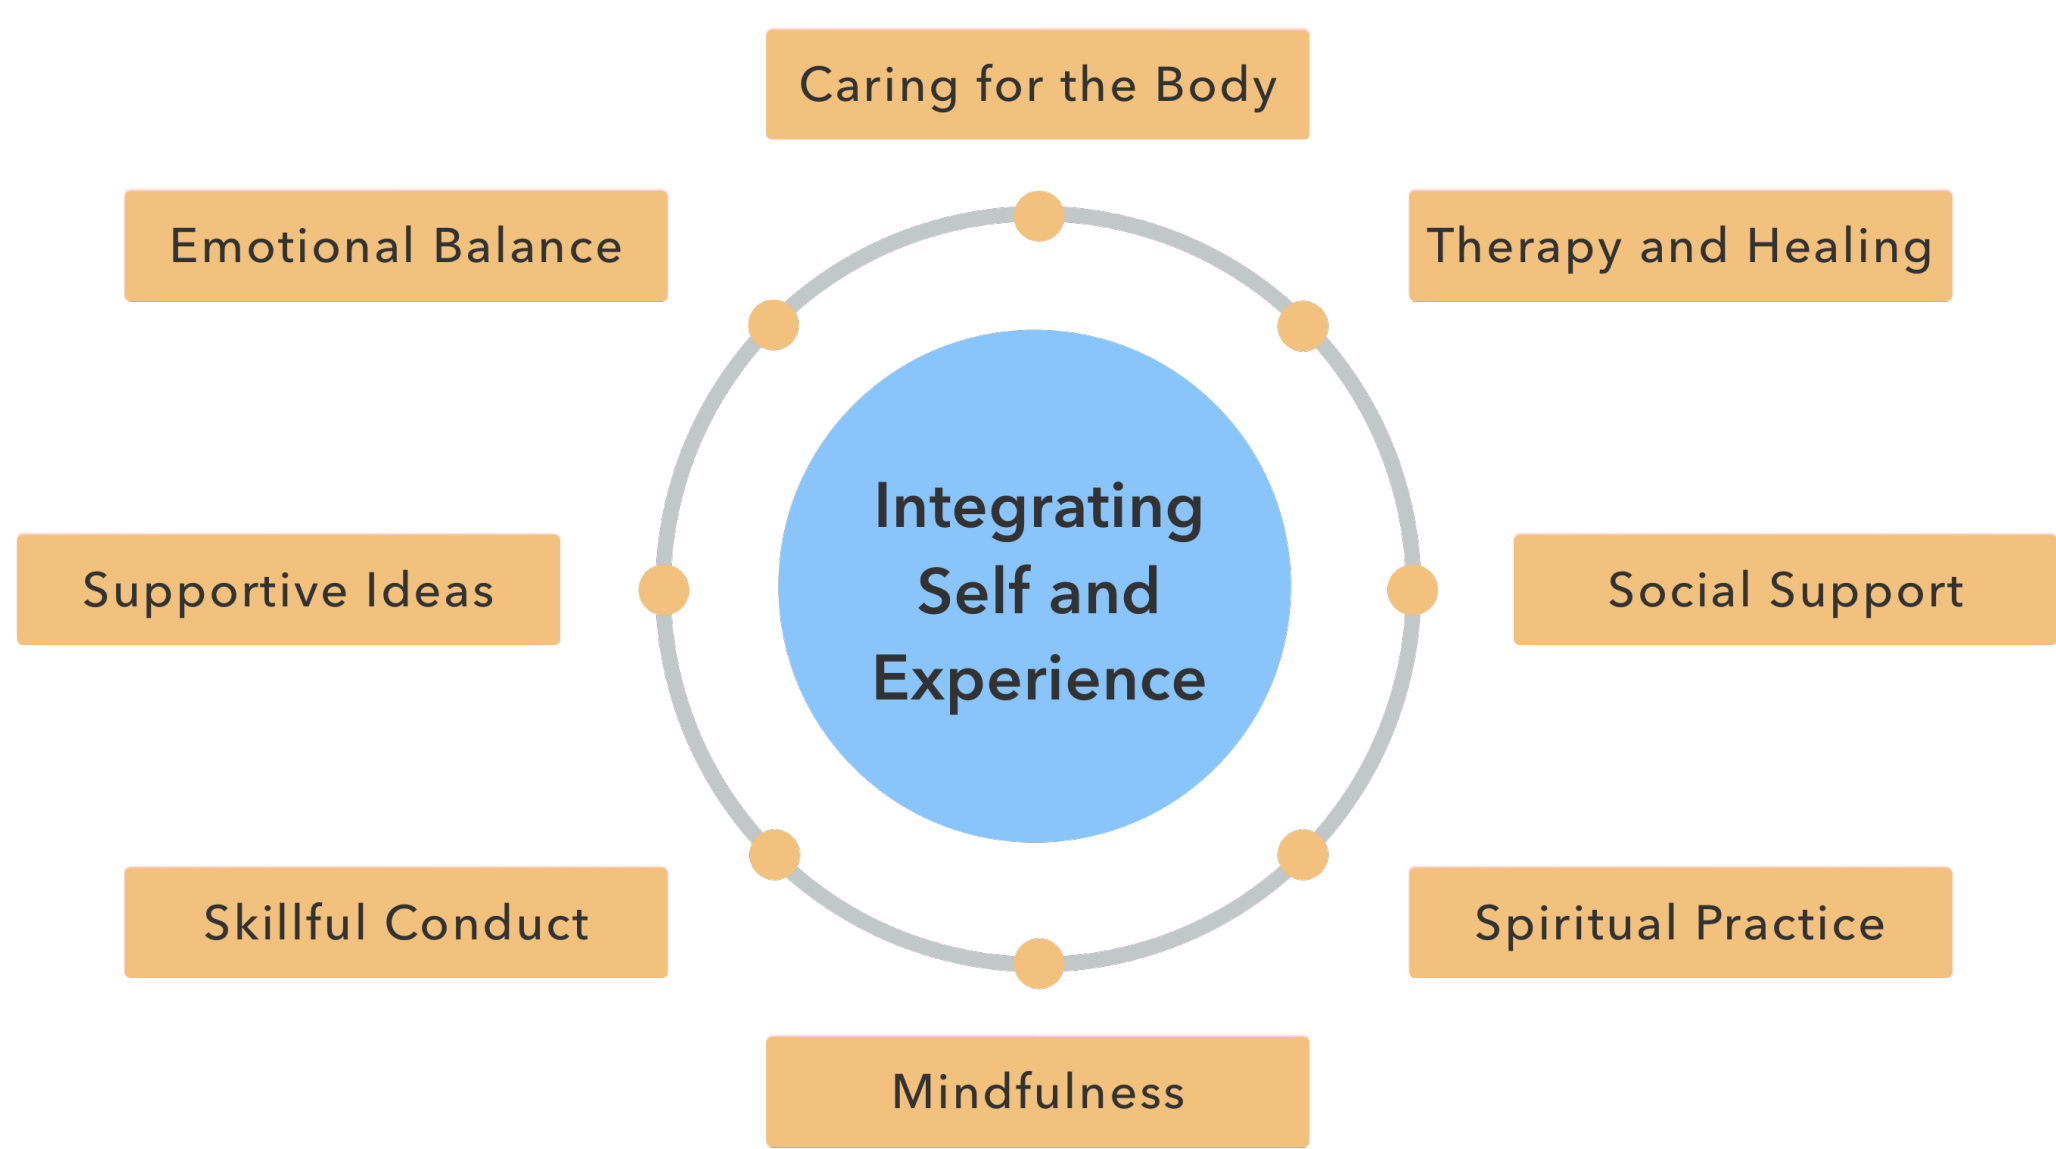 Caring for the Body
Emotional Balance
Therapy and Healing
Integrating
Self and
Experience
Supportive Ideas
Social Support
Skillful Conduct
Spiritual Practice
Mindfulness